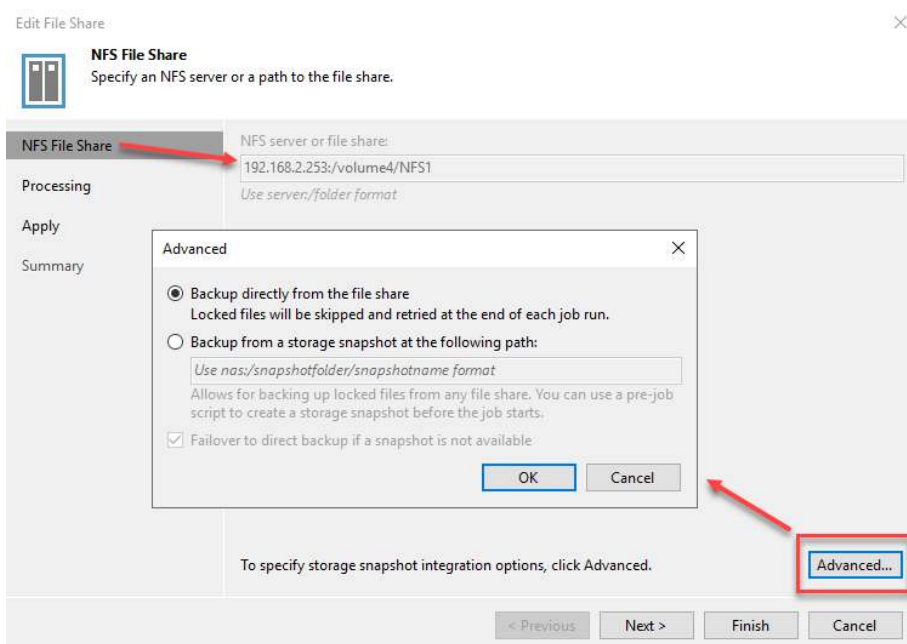 Edit File Share
NFS File Share
Specify an NFS server or a path to the file share.
NFS File Share
Processing
Apply
Summary
NFS server or file share:
192.168.2.253:/volume4/NFS1
Use server:/folder format
Advanced
Backup directly from the file share
Locked files will be skipped and retried at the end of each job run.
Backup from a storage snapshot at the following path:
Use nas:/snapshotfolder/snapshotname format
Allows for backing up locked files from any file share. You can use a pre-job
script to create a storage snapshot before the job starts.
Failover to direct backup if a snapshot is not available
OK
Cancel
To specify storage snapshot integration options, click Advanced.
Advanced...
< Previous
Next >
Finish
Cancel